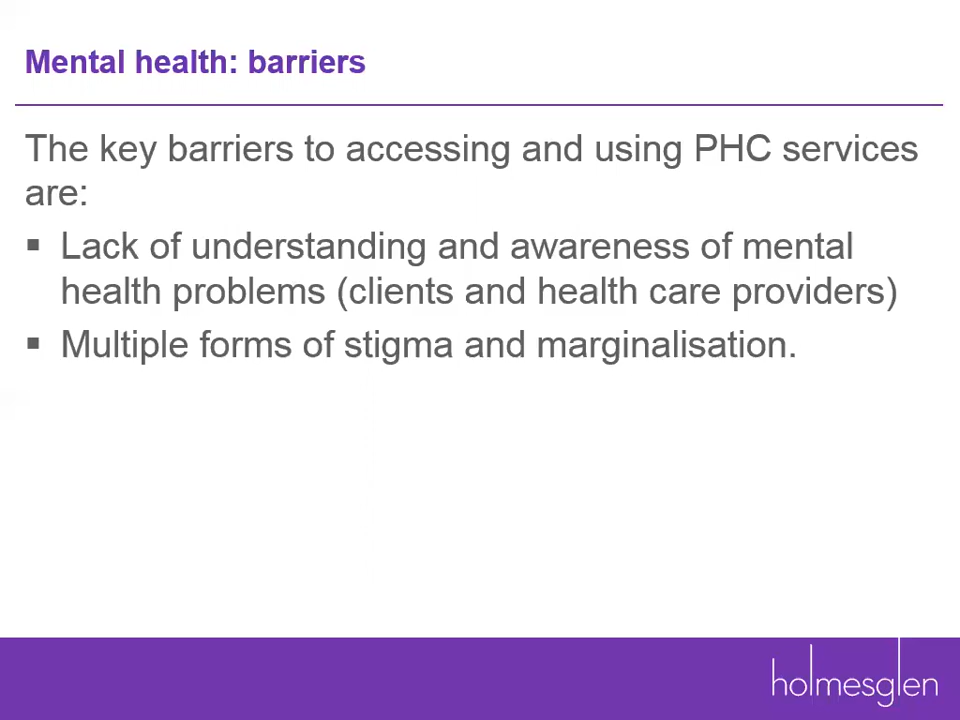 Mental health: barriers
The key barriers to accessing and using PHC services
are:
▪ Lack of understanding and awareness of mental
health problems (clients and health care providers)
▪ Multiple forms of stigma and marginalisation.
holmesglen